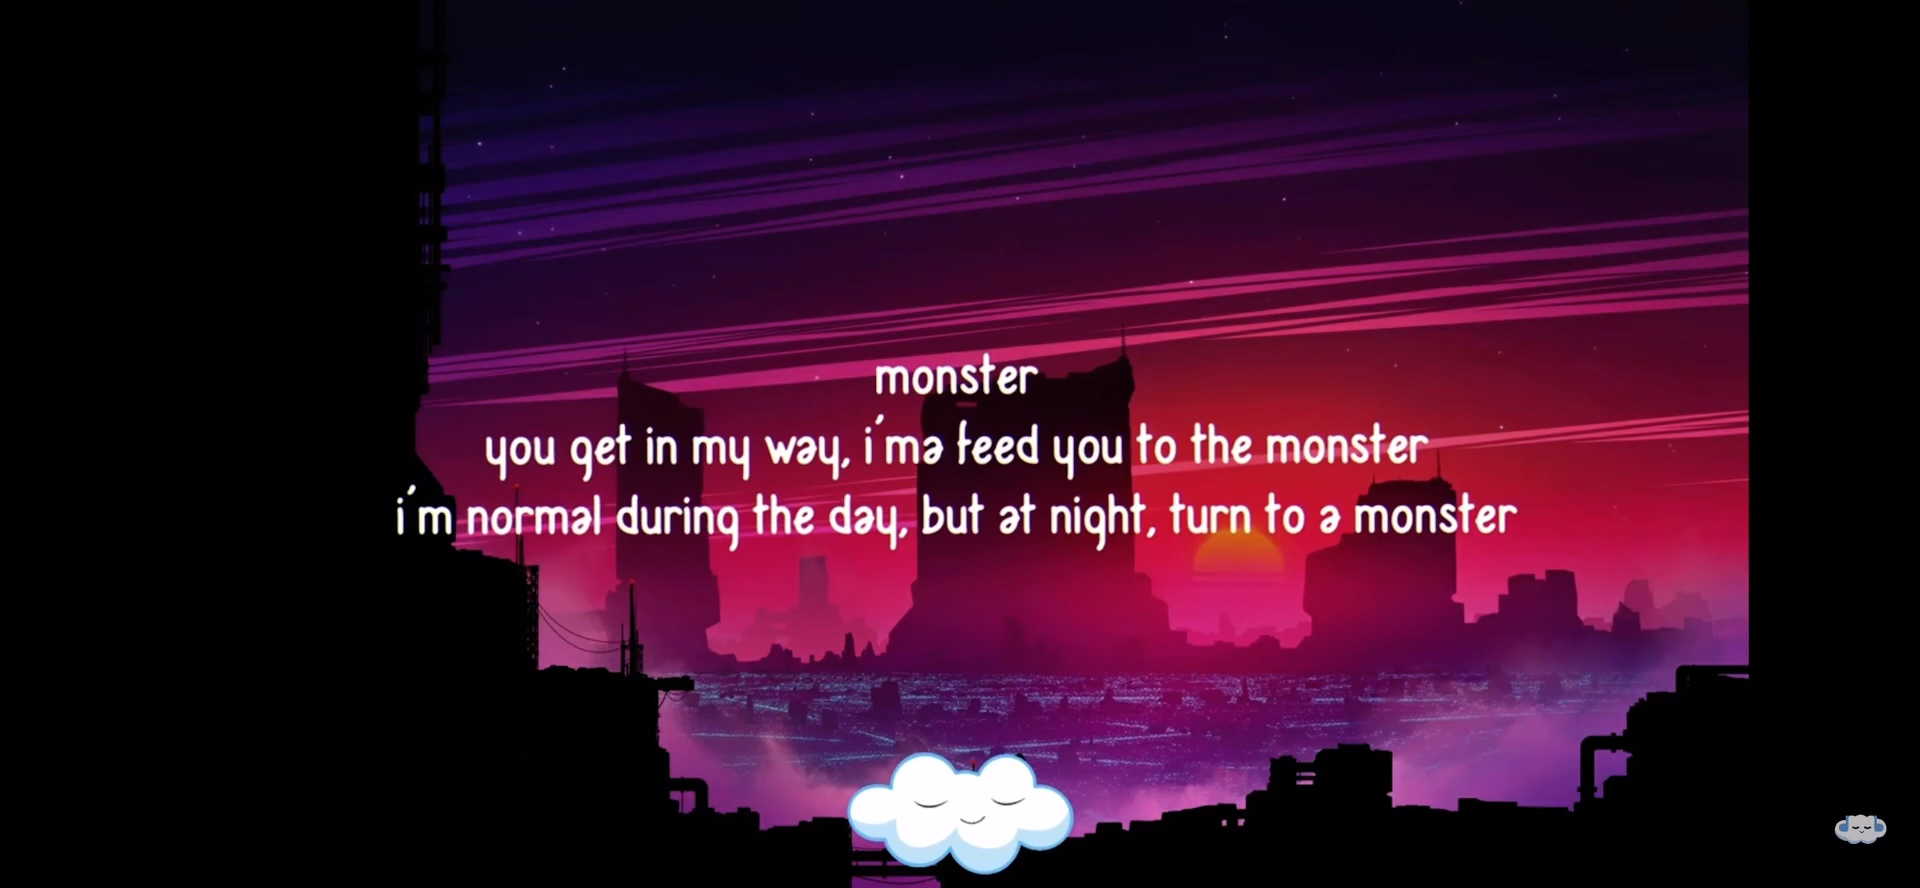 monster
you get in my way, i'ma feed you to the monster
i'm normal during the day, but at night, turn to a monster